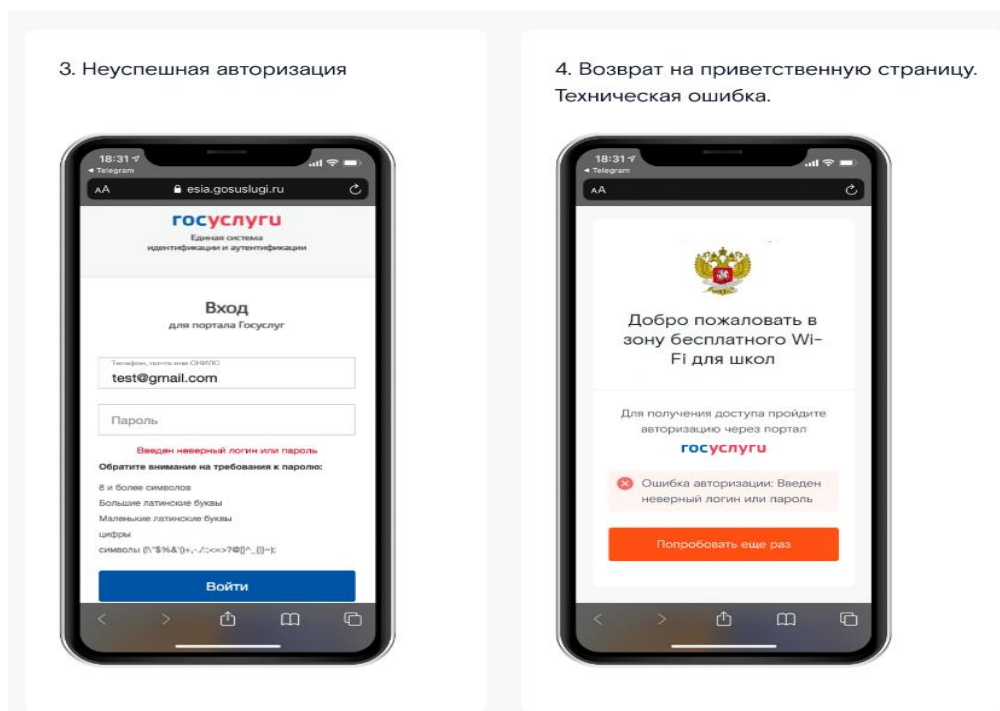 3. Неуспешная авторизация
18:31
Telegram
AA esia.gosuslugi.ru
госуслуги
Единая система
идентификации и аутентификации
Вход
для портала Госуслуг
Телефон, почта или СНИЛС
test@gmail.com
Пароль
Введен неверный логин или пароль
Обратите внимание на требования к паролю:
8 и более символов
Большие латинские буквы
Маленькие латинские буквы
цифры
символы
Войти
4. Возврат на приветственную страницу.
Техническая ошибка.
18:31
Telegram
AA
Добро пожаловать в
зону бесплатного Wi-
Fi для школ
Для получения доступа пройдите
авторизацию через портал
госуслуги
Ошибка авторизации: Введен
неверный логин или пароль
Попробовать еще раз